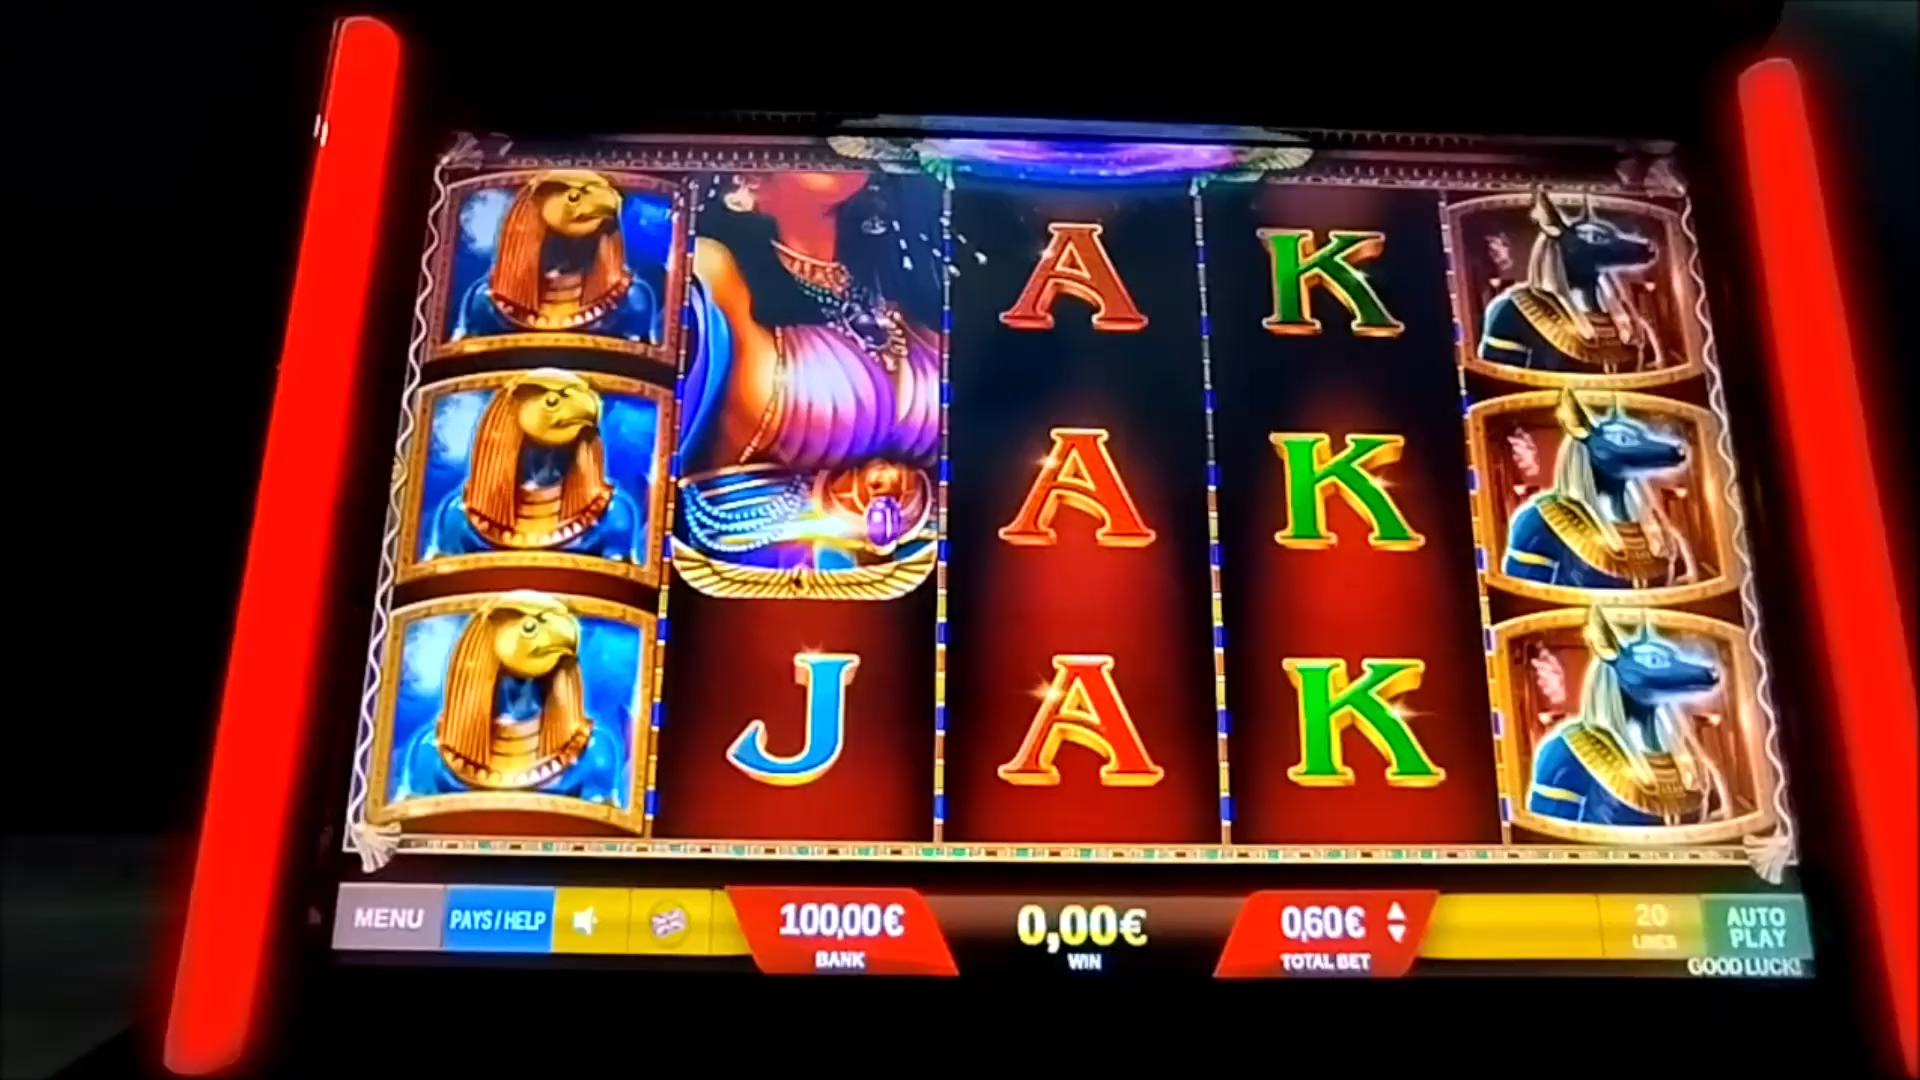 A K
A K
J A K
MENU PAYS/HELP 100,00€ 0,00€ 0,60€ 20 AUTO
BANK WIN TOTAL BET LINES PLAY
GOOD LUCK!